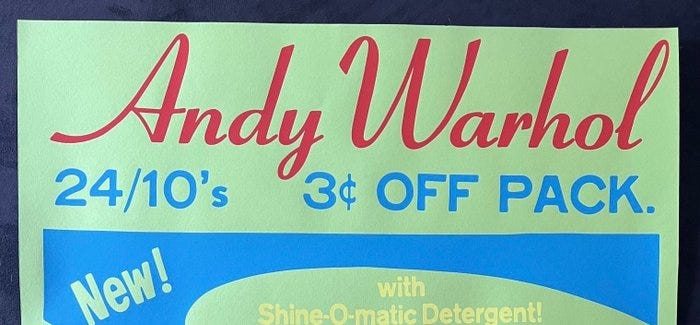 Andy Warhol
24/10's 3¢ OFF PACK.
New!
with
Shine-O-matic Detergent!